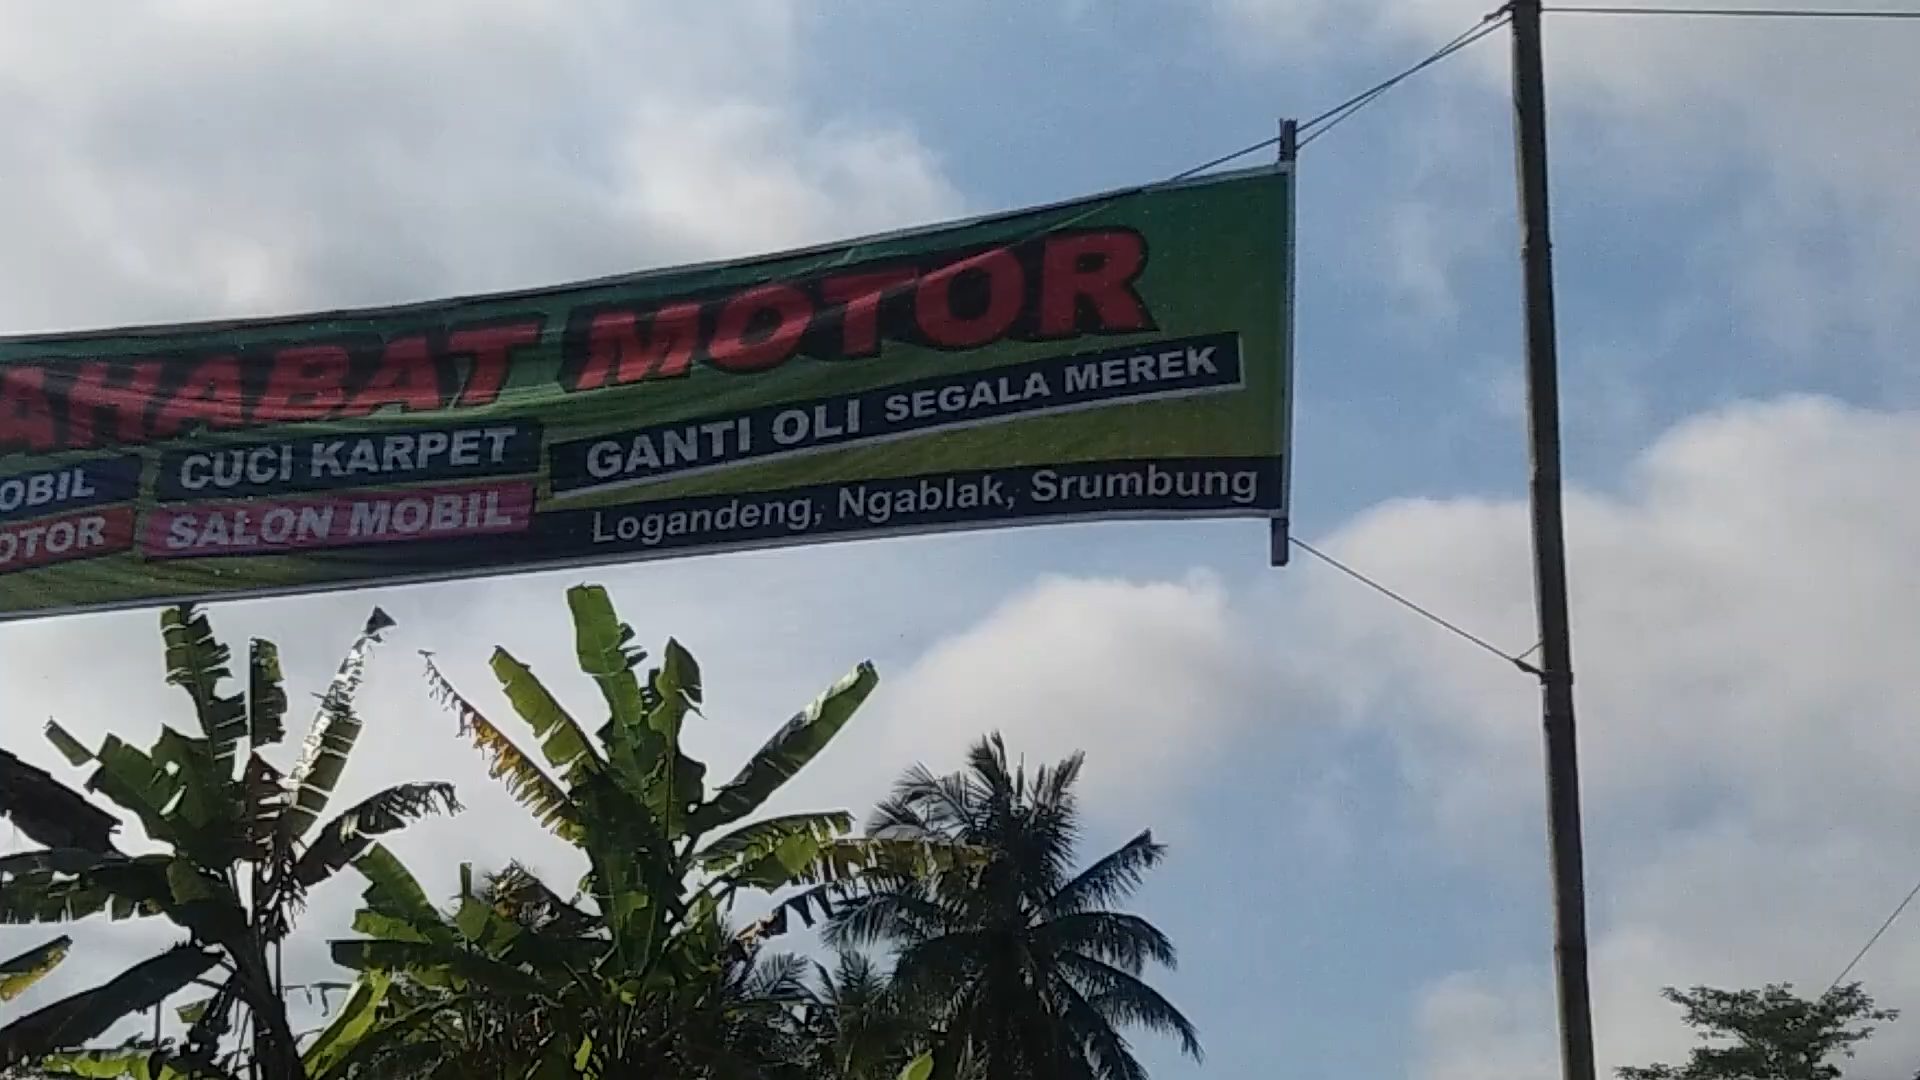 AHABAT MOTOR
OBIL
CUCI KARPET
GANTI OLI SEGALA MEREK
OTOR
SALON MOBIL
Logandeng, Ngablak, Srumbung